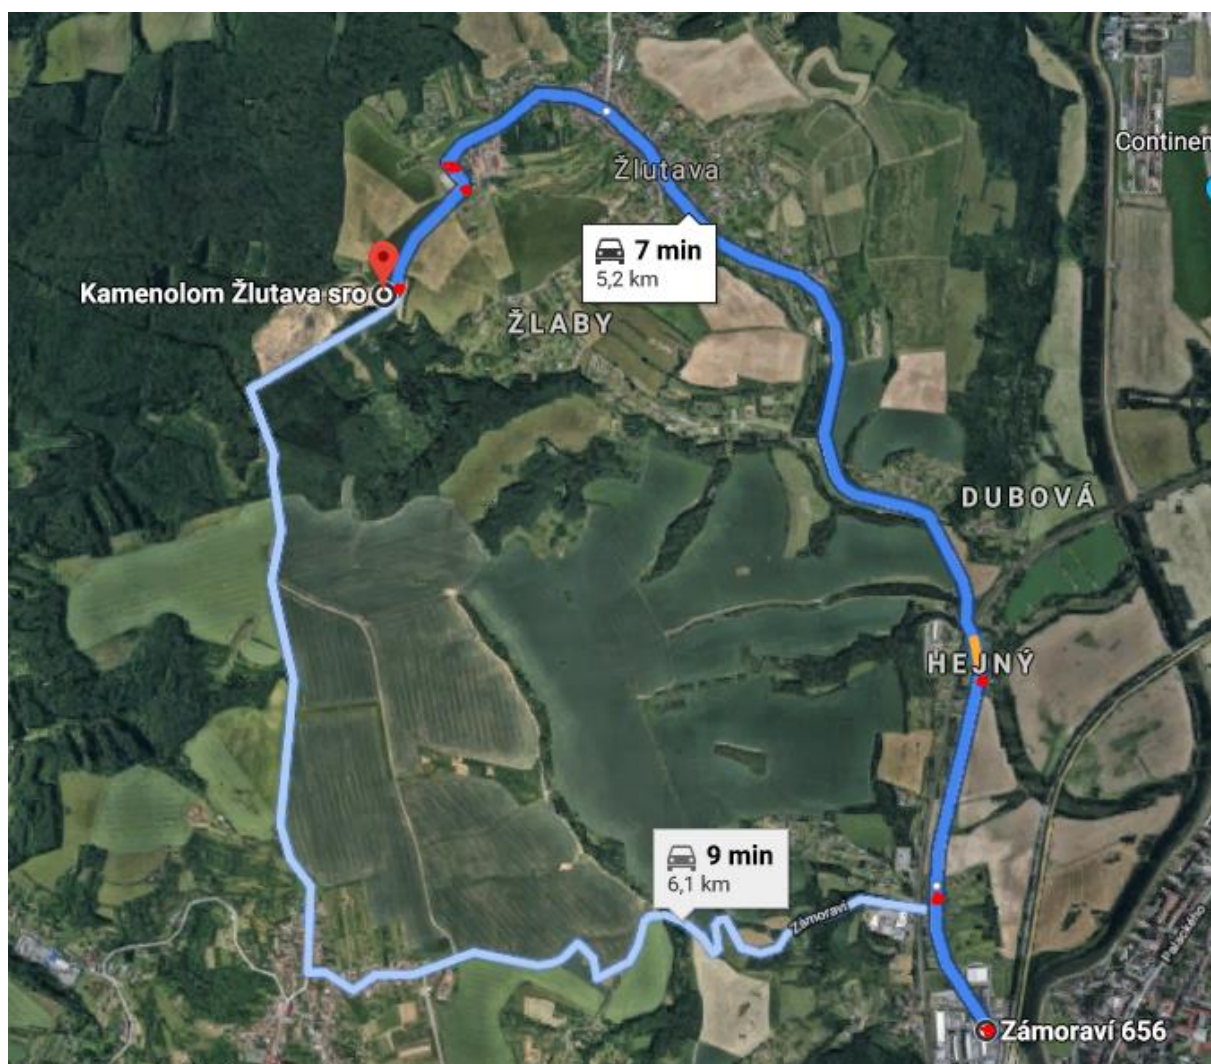 Continen
Žlutava
7 min
5,2 km
Kamenolom Žlutava sro
ŽLABY
DUBOVÁ
HEJNÝ
9 min
6,1 km
Zámoraví
Palackého
Zámoraví 656